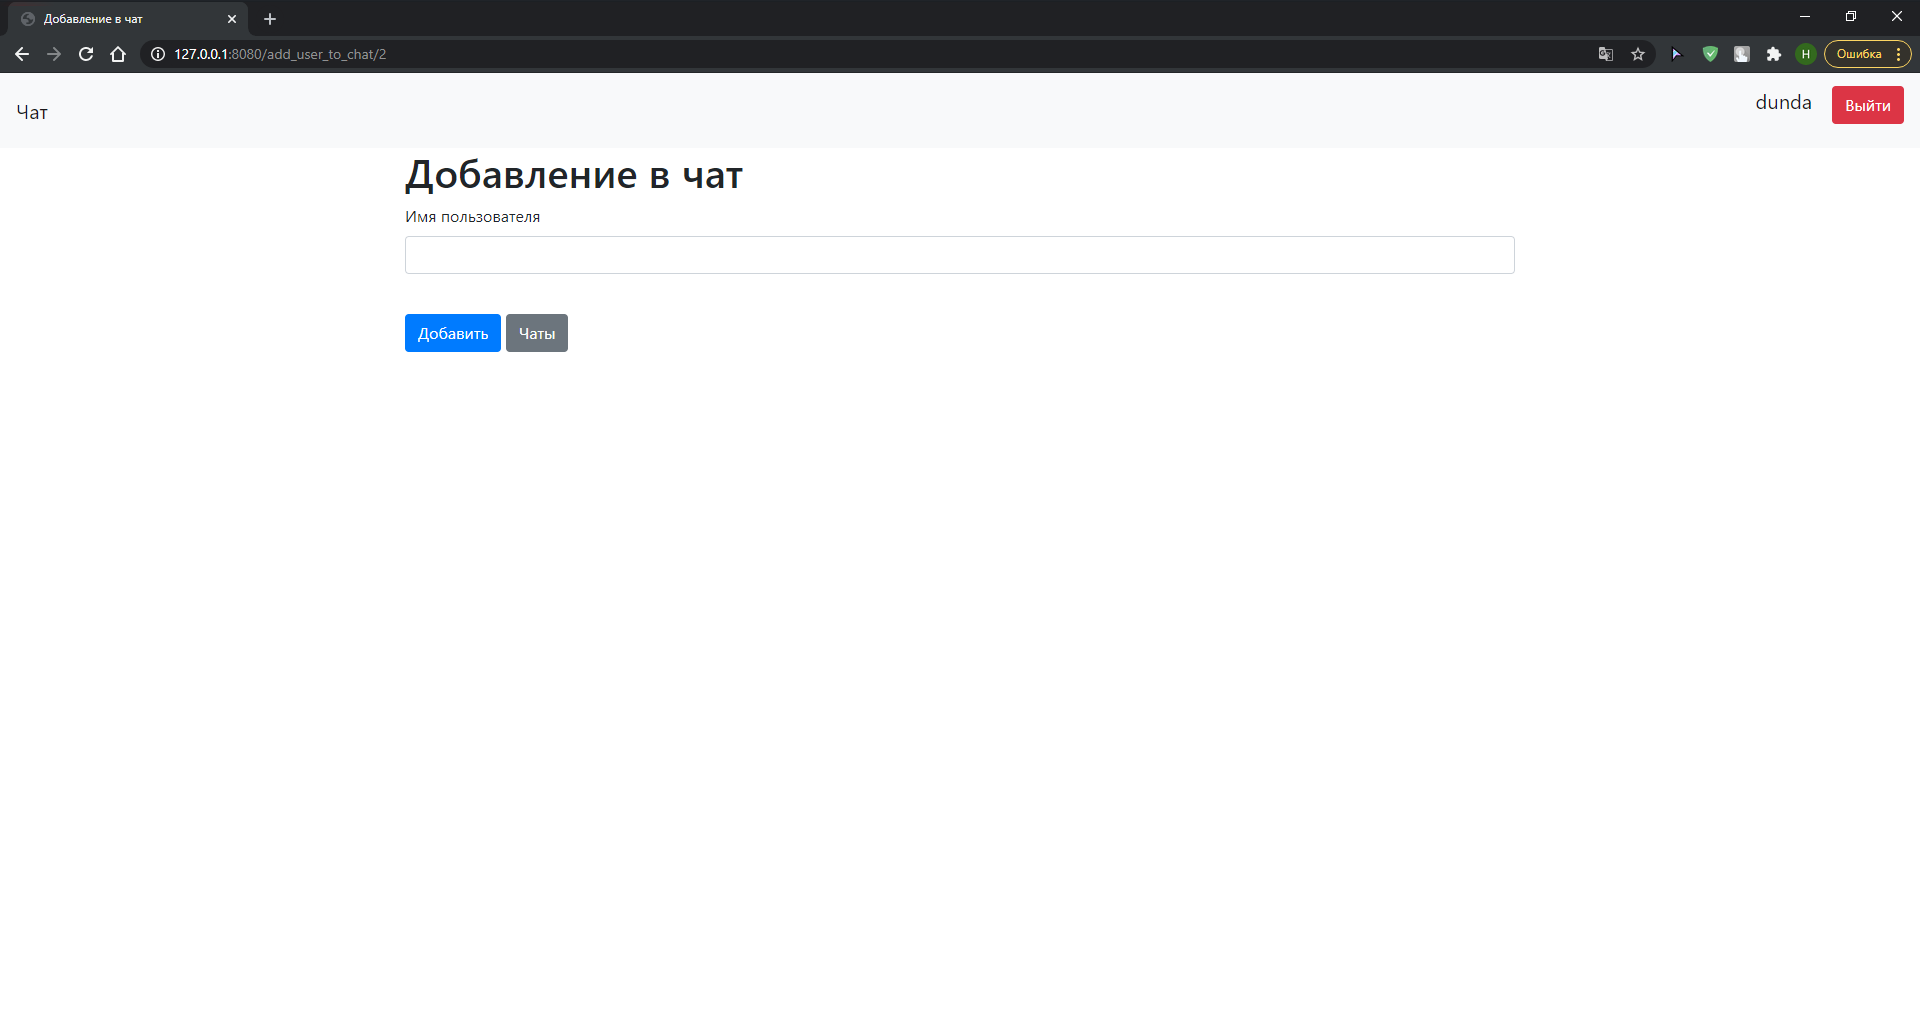 Добавление в чат
127.0.0.1:8080/add_user_to_chat/2
H
Ошибка
Чат
dunda
Выйти
Добавление в чат
Имя пользователя
Добавить
Чаты